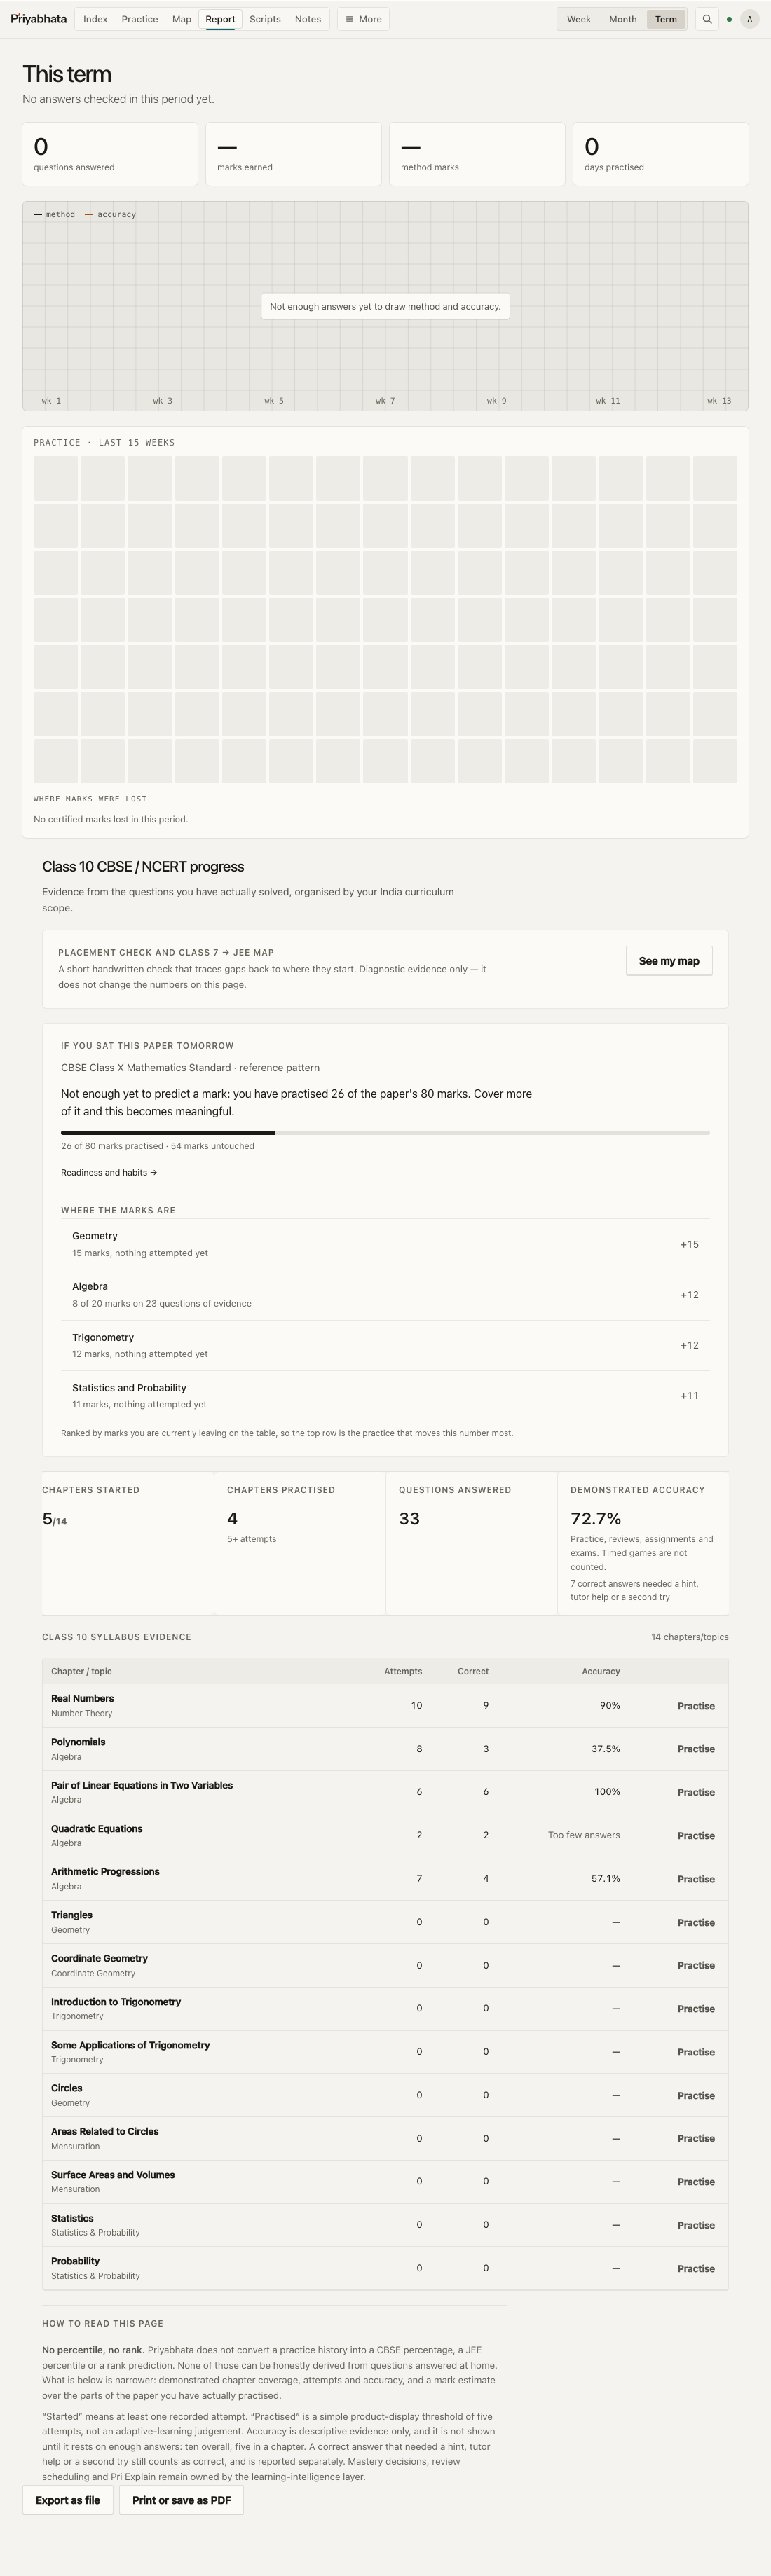 Priyabhata
Index Practice Map Report Scripts Notes More
Week Month Term
A
This term
No answers checked in this period yet.
0
questions answered
—
marks earned
—
method marks
0
days practised
method accuracy
Not enough answers yet to draw method and accuracy.
wk 1 wk 3 wk 5 wk 7 wk 9 wk 11 wk 13
PRACTICE · LAST 15 WEEKS
WHERE MARKS WERE LOST
No certified marks lost in this period.
Class 10 CBSE / NCERT progress
Evidence from the questions you have actually solved, organised by your India curriculum
scope.
PLACEMENT CHECK AND CLASS 7 → JEE MAP
A short handwritten check that traces gaps back to where they start. Diagnostic evidence only — it
does not change the numbers on this page.
See my map
IF YOU SAT THIS PAPER TOMORROW
CBSE Class X Mathematics Standard · reference pattern
Not enough yet to predict a mark: you have practised 26 of the paper's 80 marks. Cover more
of it and this becomes meaningful.
26 of 80 marks practised · 54 marks untouched
Readiness and habits →
WHERE THE MARKS ARE
Geometry
15 marks, nothing attempted yet
+15
Algebra
8 of 20 marks on 23 questions of evidence
+12
Trigonometry
12 marks, nothing attempted yet
+12
Statistics and Probability
11 marks, nothing attempted yet
+11
Ranked by marks you are currently leaving on the table, so the top row is the practice that moves this number most.
CHAPTERS STARTED
5/14
CHAPTERS PRACTISED
4
5+ attempts
QUESTIONS ANSWERED
33
DEMONSTRATED ACCURACY
72.7%
Practice, reviews, assignments and
exams. Timed games are not
counted.
7 correct answers needed a hint,
tutor help or a second try
CLASS 10 SYLLABUS EVIDENCE
14 chapters/topics
Chapter / topic Attempts Correct Accuracy
Real Numbers
Number Theory
10 9 90% Practise
Polynomials
Algebra
8 3 37.5% Practise
Pair of Linear Equations in Two Variables
Algebra
6 6 100% Practise
Quadratic Equations
Algebra
2 2 Too few answers Practise
Arithmetic Progressions
Algebra
7 4 57.1% Practise
Triangles
Geometry
0 0 — Practise
Coordinate Geometry
Coordinate Geometry
0 0 — Practise
Introduction to Trigonometry
Trigonometry
0 0 — Practise
Some Applications of Trigonometry
Trigonometry
0 0 — Practise
Circles
Geometry
0 0 — Practise
Areas Related to Circles
Mensuration
0 0 — Practise
Surface Areas and Volumes
Mensuration
0 0 — Practise
Statistics
Statistics & Probability
0 0 — Practise
Probability
Statistics & Probability
0 0 — Practise
HOW TO READ THIS PAGE
No percentile, no rank. Priyabhata does not convert a practice history into a CBSE percentage, a JEE
percentile or a rank prediction. None of those can be honestly derived from questions answered at home.
What is below is narrower: demonstrated chapter coverage, attempts and accuracy, and a mark estimate
over the parts of the paper you have actually practised.
“Started” means at least one recorded attempt. “Practised” is a simple product-display threshold of five
attempts, not an adaptive-learning judgement. Accuracy is descriptive evidence only, and it is not shown
until it rests on enough answers: ten overall, five in a chapter. A correct answer that needed a hint, tutor
help or a second try still counts as correct, and is reported separately. Mastery decisions, review
scheduling and Pri Explain remain owned by the learning-intelligence layer.
Export as file Print or save as PDF